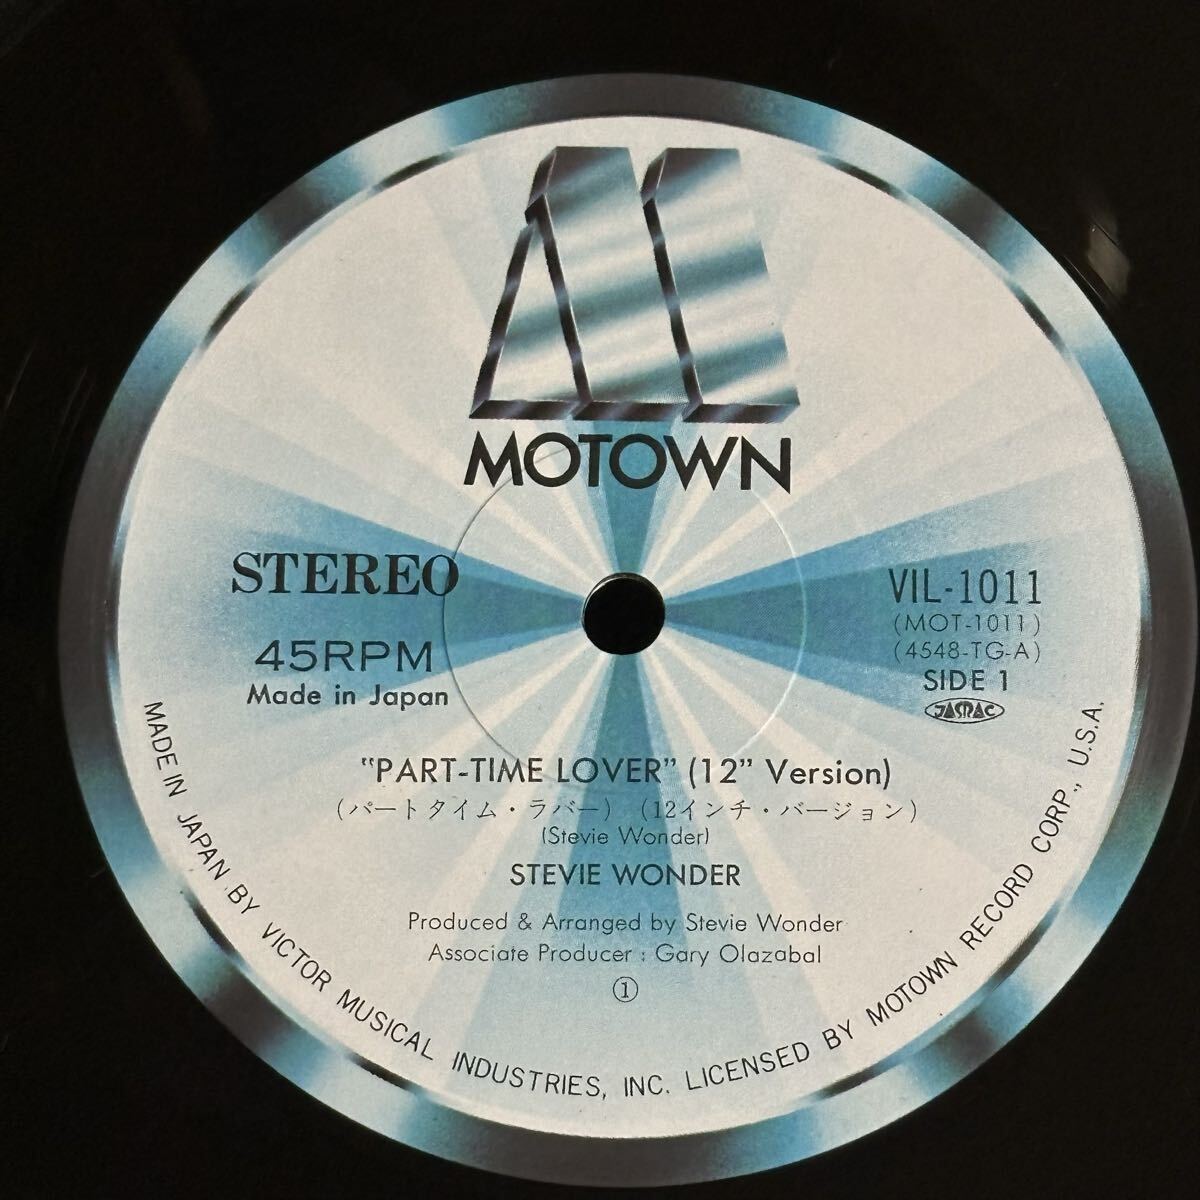 MOTOWN
STEREO
45RPM
Made in Japan
VIL-1011
(MOT-1011)
(4548-TG-A)
SIDE 1
JASRAC
"PART-TIME LOVER" (12" Version)
(パートタイム・ラバー) (12インチ・バージョン)
(Stevie Wonder)
STEVIE WONDER
Produced & Arranged by Stevie Wonder
Associate Producer : Gary Olazabal
①
MADE IN JAPAN BY VICTOR MUSICAL INDUSTRIES, INC. LICENSED BY MOTOWN RECORD CORP., U.S.A.